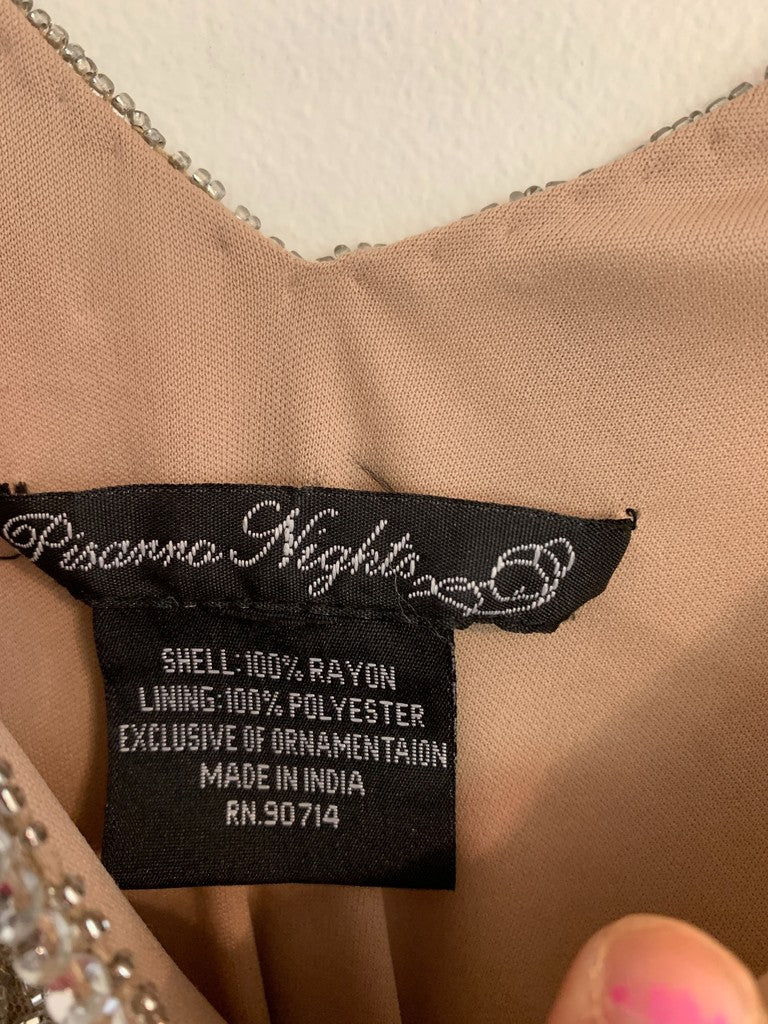 Pisarro Nights
SHELL:100% RAYON
LINING:100% POLYESTER
EXCLUSIVE OF ORNAMENTAION
MADE IN INDIA
RN.90714